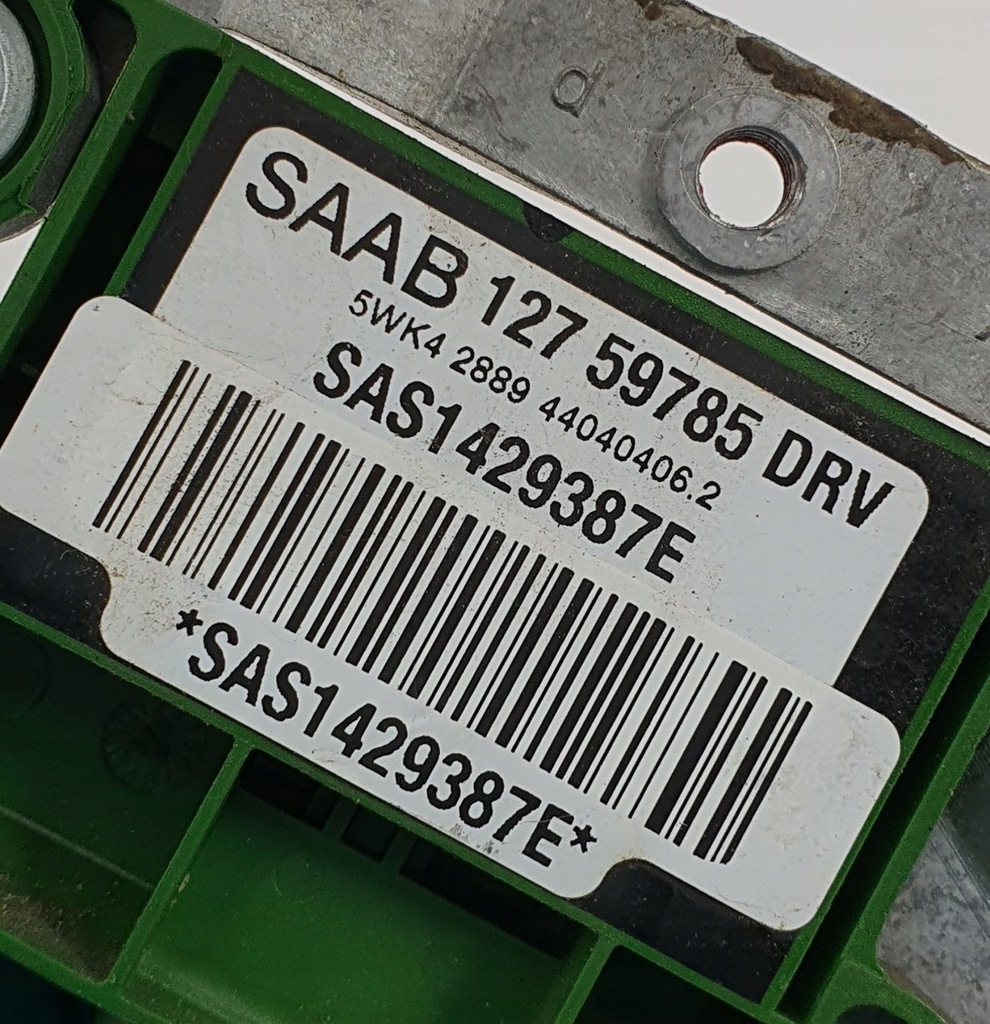 d
SAAB 127 59785 DRV
5WK4 2889 44040406.2
SAS1429387E
*SAS1429387E*